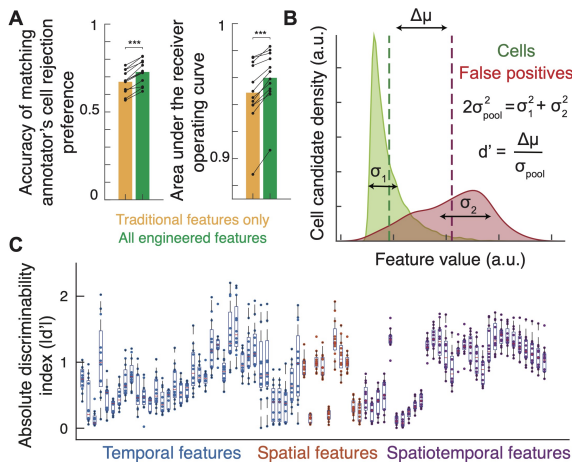 A
Accuracy of matching
annotator's cell rejection
preference
1
0.5
0
***
Area under the receiver
operating curve
1
0.9
***
Traditional features only
All engineered features
B
Δμ
Cells
False positives
2σ²pool = σ²1 + σ²2
d' = Δμ / σpool
σ1
σ2
Cell candidate density (a.u.)
Feature value (a.u.)
C
Absolute discriminability
index (|d'|)
2
1
0
Temporal features
Spatial features
Spatiotemporal features